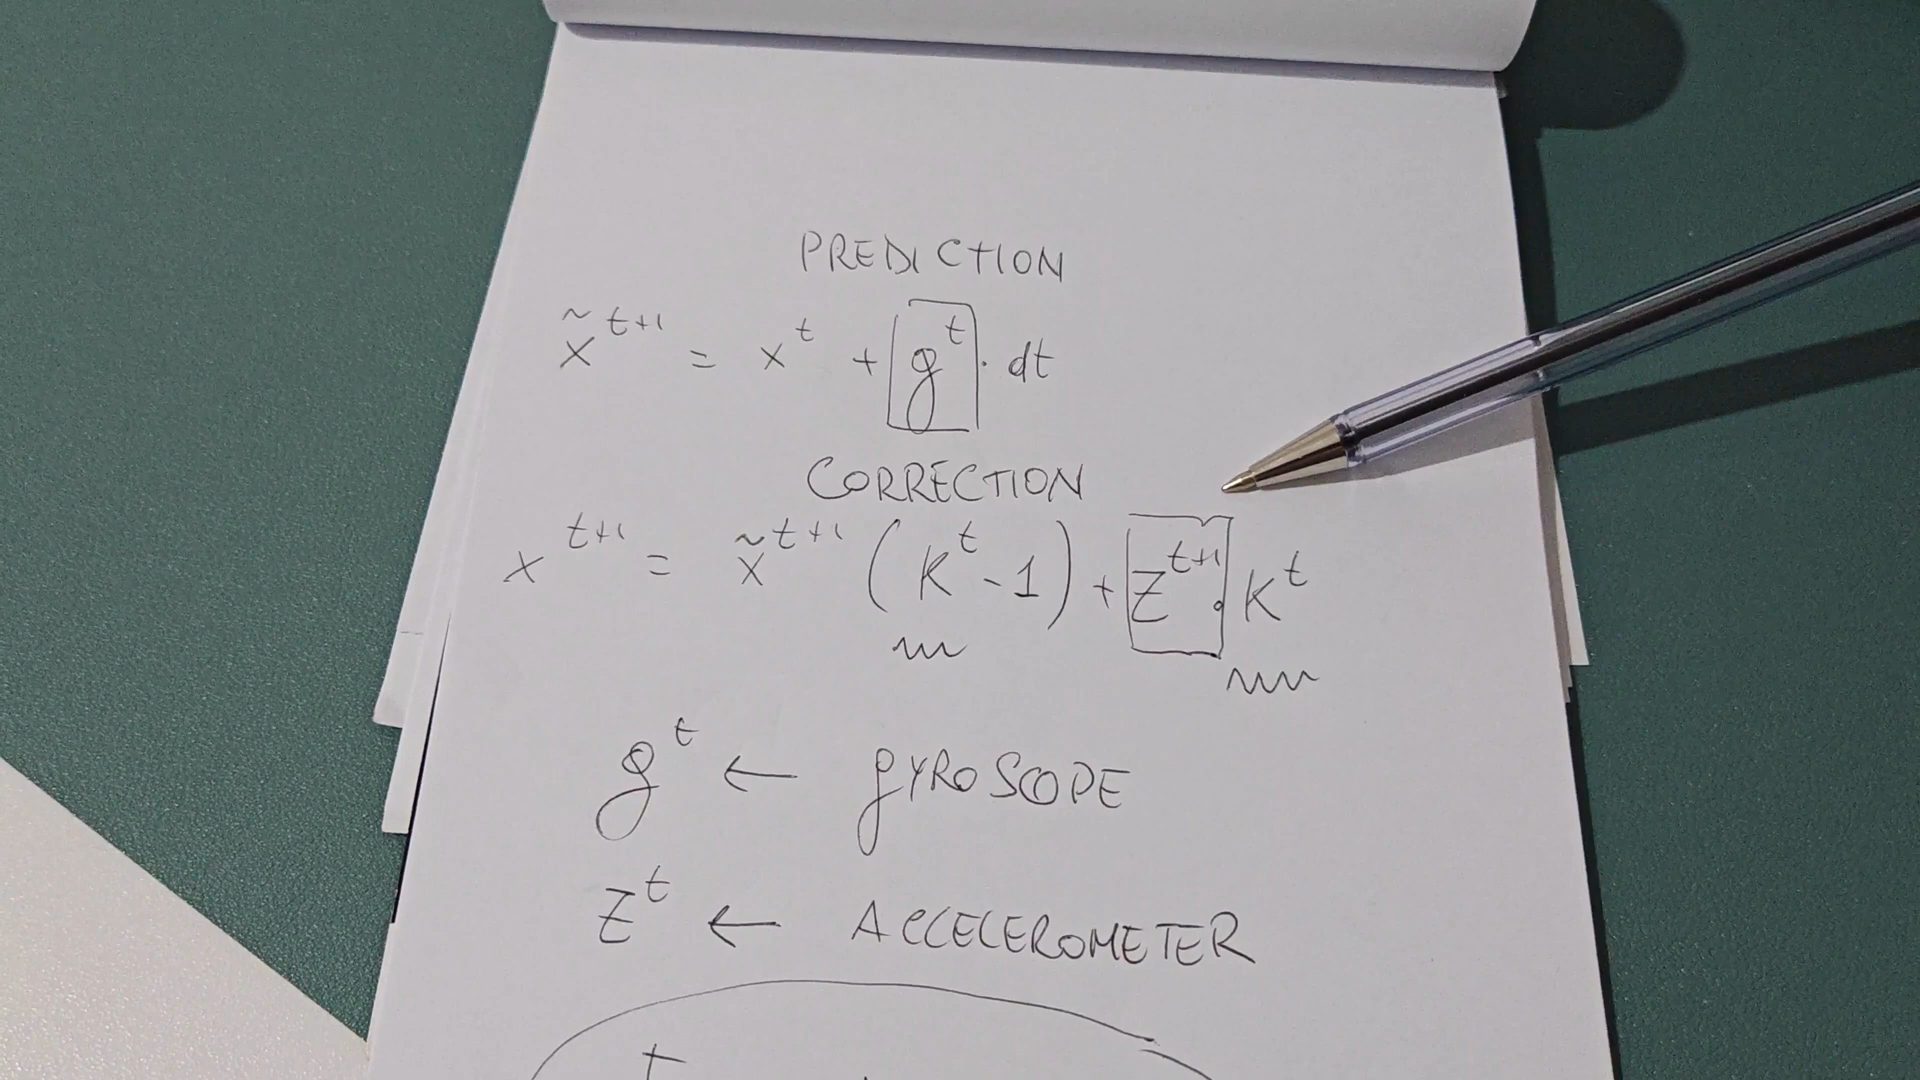 PREDICTION
x̃^{t+1} = x^t + g^t · dt
CORRECTION
x^{t+1} = x̃^{t+1} (K^t - 1) + z^{t+1} · K^t
g^t ← gYROSCOPE
z^t ← ACCELEROMETER